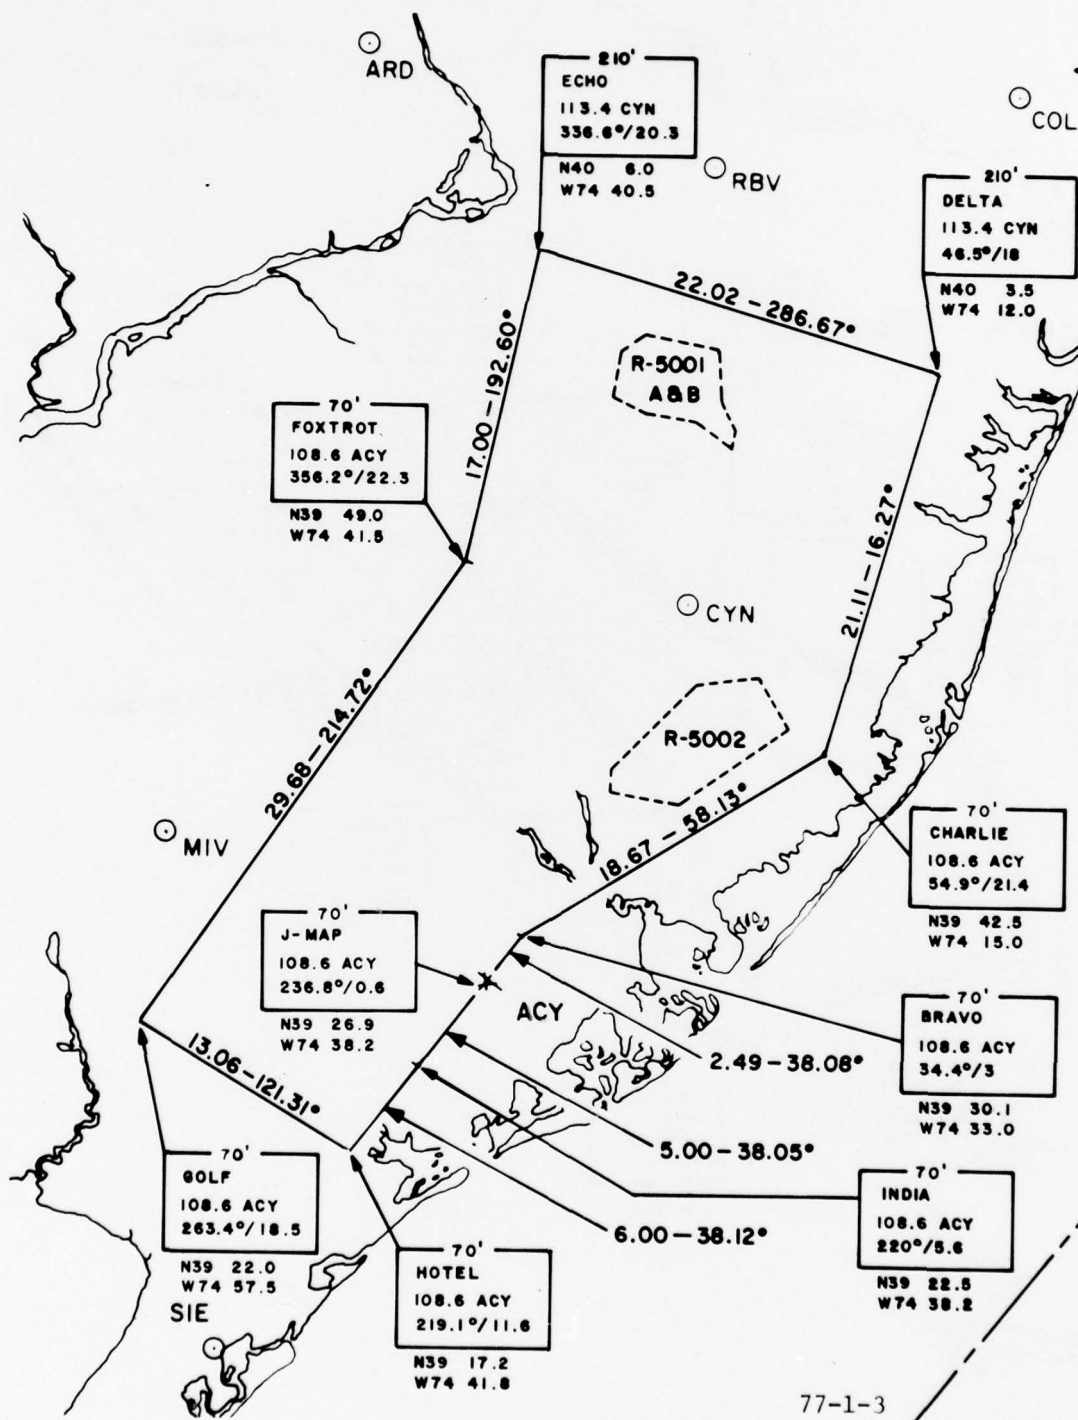 ARD
210'
ECHO
113.4 CYN
336.6°/20.3
N40 6.0
W74 40.5
RBV
COL
210'
DELTA
113.4 CYN
46.5°/18
N40 3.5
W74 12.0
22.02-286.67°
R-5001
A&B
17.00-192.60°
70'
FOXTROT
108.6 ACY
356.2°/22.3
N39 49.0
W74 41.5
21.11-16.27°
CYN
R-5002
29.68-214.72°
MIV
18.67-58.13°
70'
CHARLIE
108.6 ACY
54.9°/21.4
N39 42.5
W74 15.0
70'
J-MAP
108.6 ACY
236.8°/0.6
N39 26.9
W74 38.2
ACY
13.06-121.31°
2.49-38.08°
70'
BRAVO
108.6 ACY
34.4°/3
N39 30.1
W74 33.0
5.00-38.05°
70'
GOLF
108.6 ACY
263.4°/18.5
N39 22.0
W74 57.5
6.00-38.12°
70'
INDIA
108.6 ACY
220°/5.6
N39 22.5
W74 38.2
70'
HOTEL
108.6 ACY
219.1°/11.6
N39 17.2
W74 41.8
SIE
77-1-3